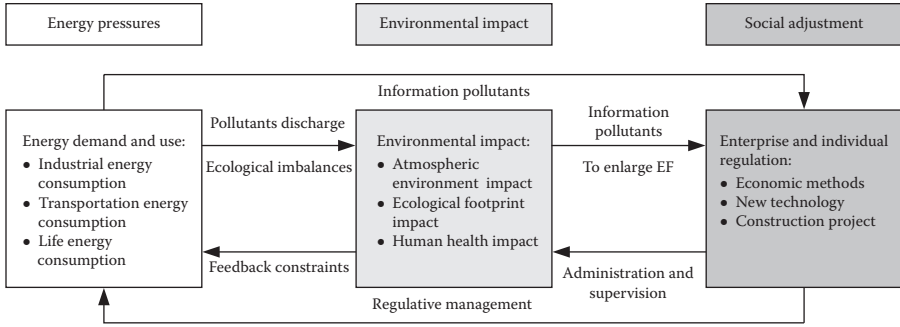 Energy pressures
Environmental impact
Social adjustment
Information pollutants
Energy demand and use:
• Industrial energy
consumption
• Transportation energy
consumption
• Life energy
consumption
Pollutants discharge
Ecological imbalances
Feedback constraints
Environmental impact:
• Atmospheric
environment impact
• Ecological footprint
impact
• Human health impact
Information
pollutants
To enlarge EF
Administration and
supervision
Enterprise and individual
regulation:
• Economic methods
• New technology
• Construction project
Regulative management